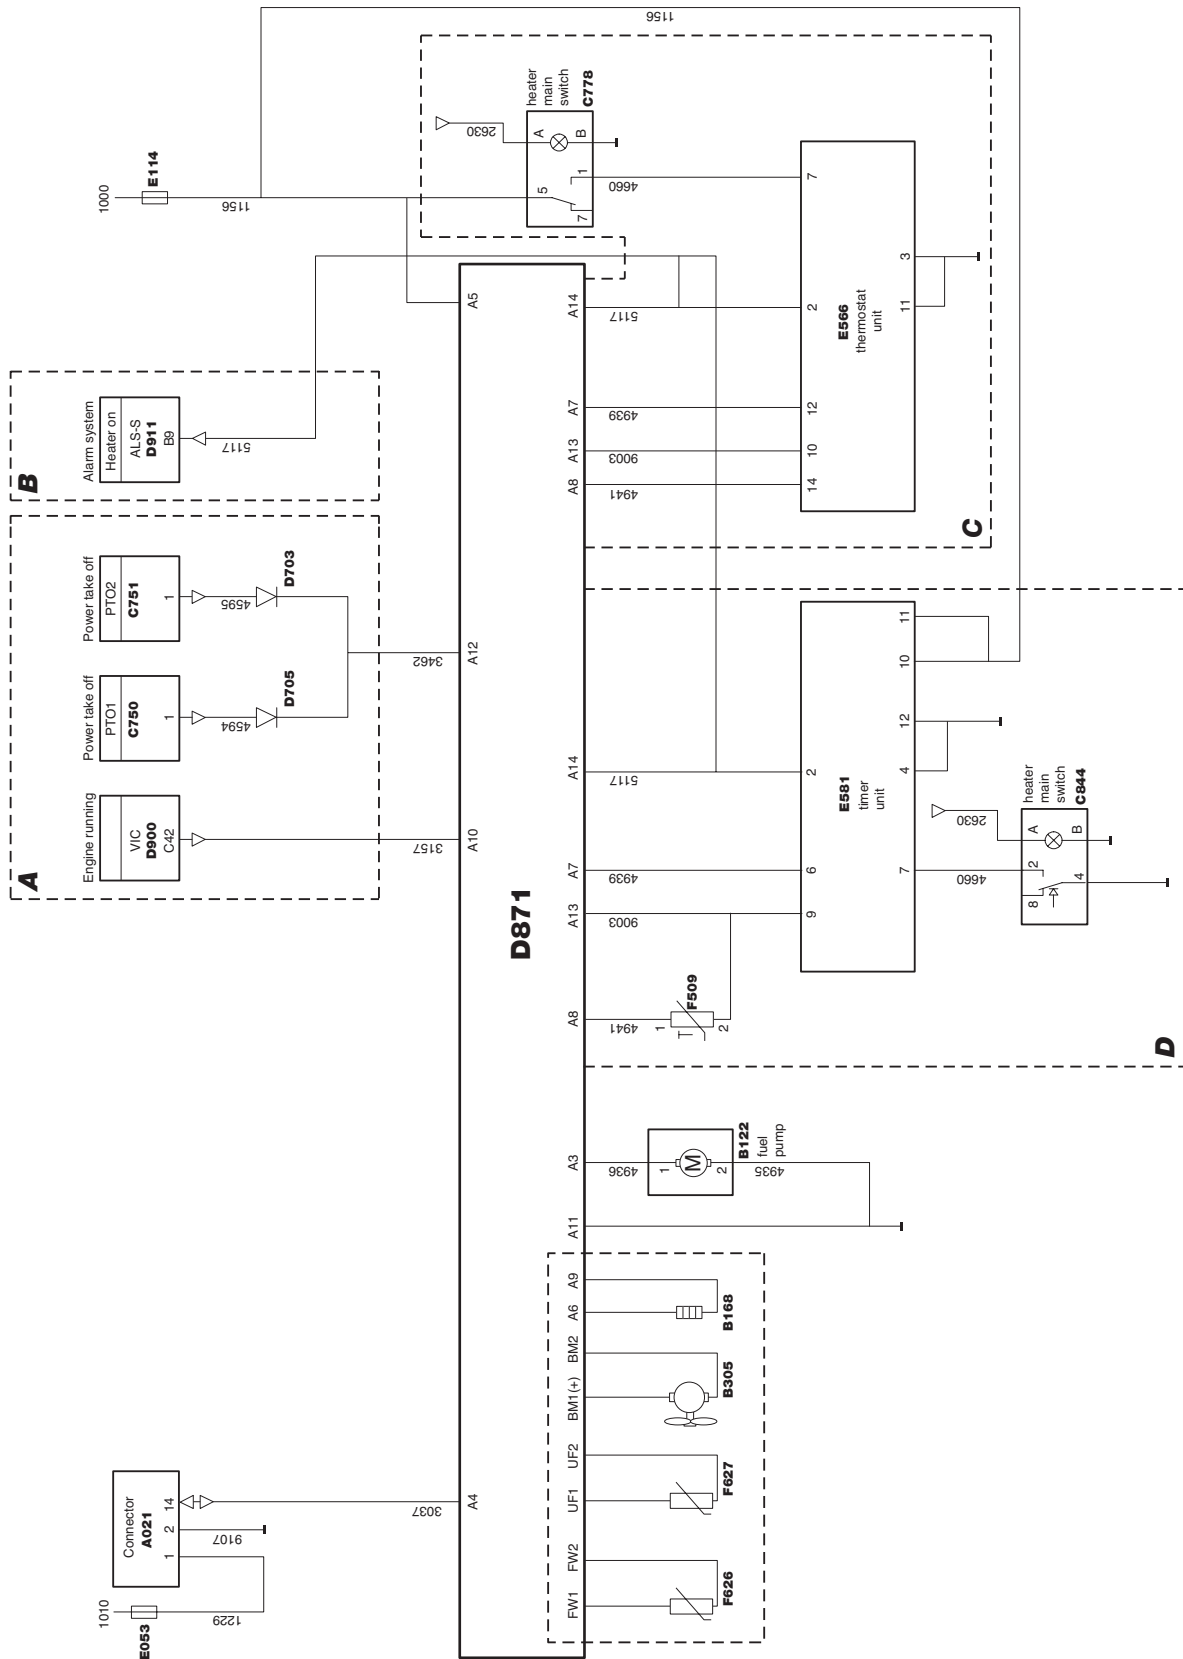 1156
1000
E114
1156
2630
heater
main
switch
C778
A
B
5
1
7
4660
A5
A14
5117
7
2
3
11
E566
thermostat
unit
A7
4939
12
A13
9003
10
A8
4941
14
C
B
Alarm system
Heater on
ALS-S
D911
B9
5117
A
Power take off
PTO2
C751
1
4595
D703
Power take off
PTO1
C750
1
4594
D705
3462
A12
Engine running
VIC
D900
C42
3157
A10
D871
A14
5117
2
A7
4939
6
A13
9003
9
A8
4941
1
2
T
F509
E581
timer
unit
11
10
12
4
7
4660
2630
heater
main
switch
C844
A
B
2
8
4
D
A3
4936
1
M
2
B122
fuel
pump
4935
A11
A9
A6
B168
BM2
BM1(+)
B305
UF2
UF1
F627
FW2
FW1
F626
Connector
A021
14
2
1
9107
3037
A4
1010
E053
1229